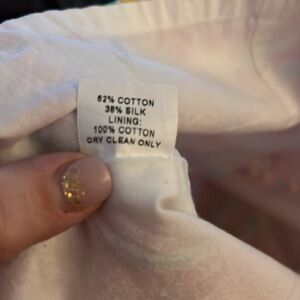 62% COTTON
38% SILK
LINING:
100% COTTON
DRY CLEAN ONLY